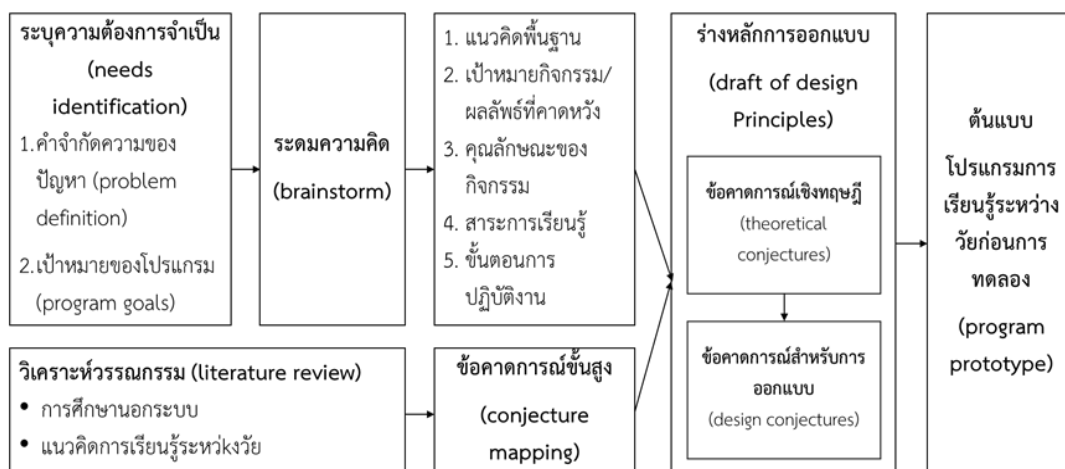 ระบุความต้องการจำเป็น
(needs
identification)
1. คำจำกัดความของ
ปัญหา (problem
definition)
2. เป้าหมายของโปรแกรม
(program goals)
ระดมความคิด
(brainstorm)
1. แนวคิดพื้นฐาน
2. เป้าหมายกิจกรรม/
ผลลัพธ์ที่คาดหวัง
3. คุณลักษณะของ
กิจกรรม
4. สาระการเรียนรู้
5. ขั้นตอนการ
ปฏิบัติงาน
วิเคราะห์วรรณกรรม (literature review)
• การศึกษานอกระบบ
• แนวคิดการเรียนรู้ระหว่kงวัย
ข้อคาดการณ์ขั้นสูง
(conjecture
mapping)
ร่างหลักการออกแบบ
(draft of design
Principles)
ข้อคาดการณ์เชิงทฤษฎี
(theoretical
conjectures)
ข้อคาดการณ์สำหรับการ
ออกแบบ
(design conjectures)
ต้นแบบ
โปรแกรมการ
เรียนรู้ระหว่าง
วัยก่อนการ
ทดลอง
(program
prototype)